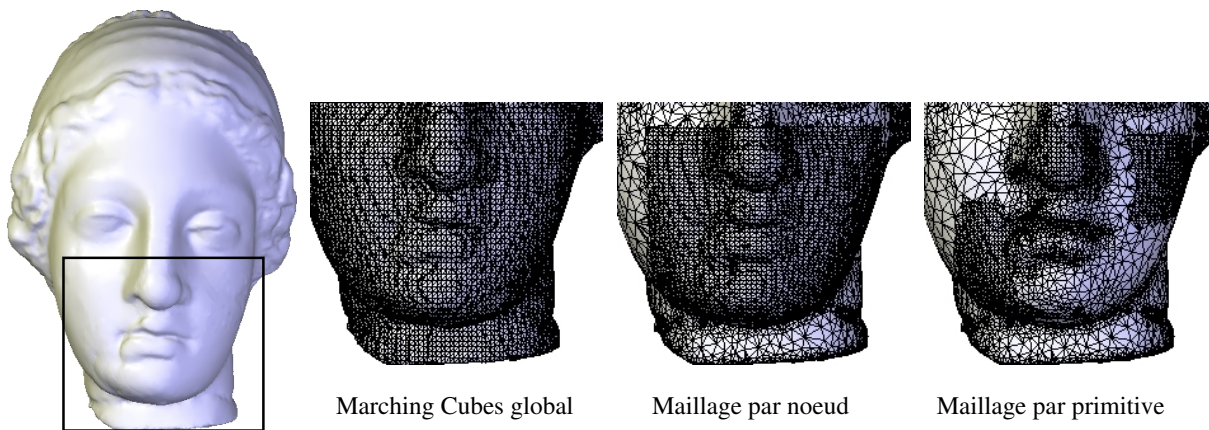 Marching Cubes global
Maillage par noeud
Maillage par primitive